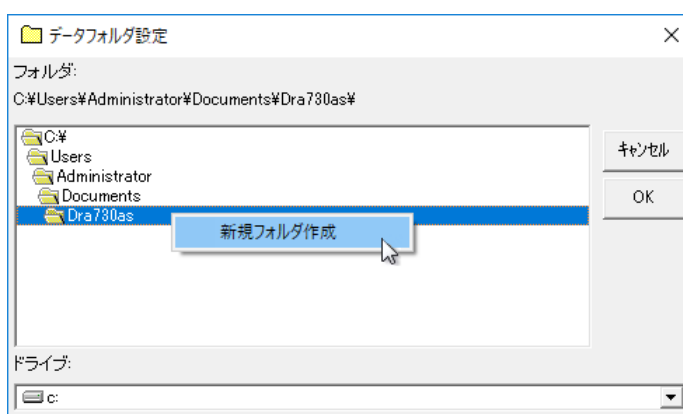 データフォルダ設定
フォルダ:
C:¥Users¥Administrator¥Documents¥Dra730as¥
C:¥
キャンセル
Users
Administrator
Documents
OK
Dra730as
新規フォルダ作成
ドライブ:
c: